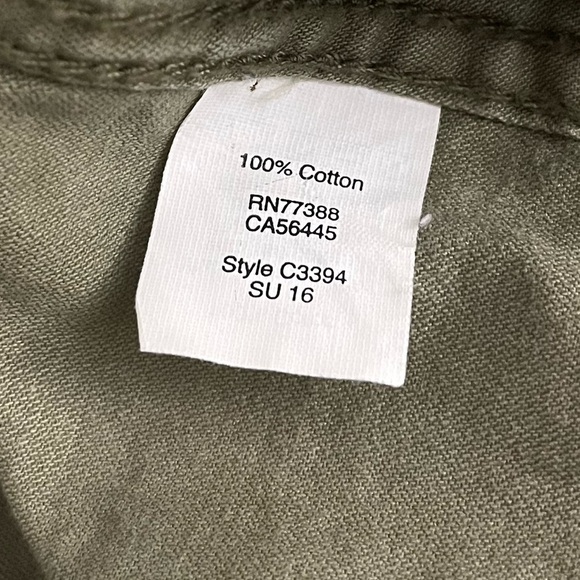 100% Cotton
RN77388
CA56445
Style C3394
SU 16